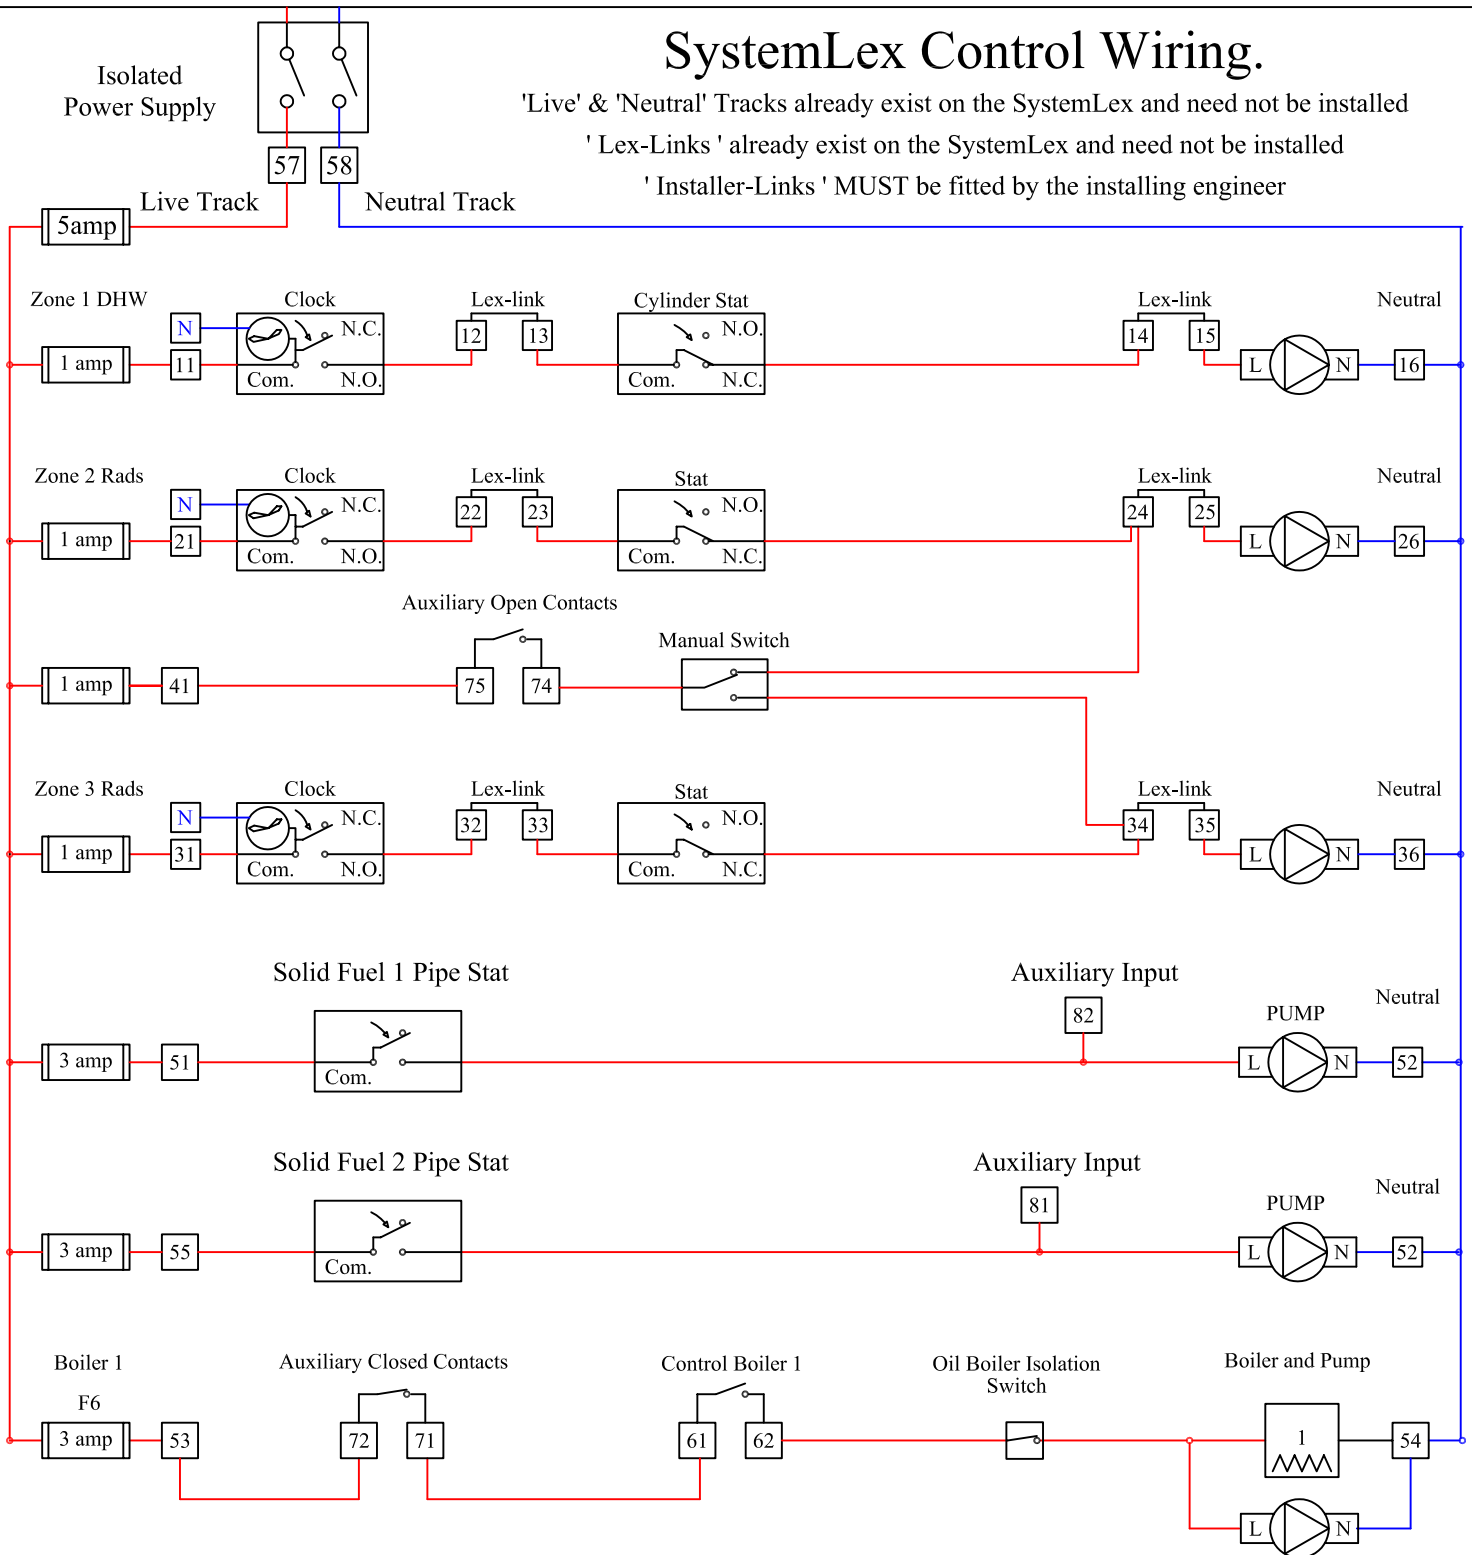 SystemLex Control Wiring.
'Live' & 'Neutral' Tracks already exist on the SystemLex and need not be installed
' Lex-Links ' already exist on the SystemLex and need not be installed
' Installer-Links ' MUST be fitted by the installing engineer
Isolated
Power Supply
57 58
Live Track Neutral Track
5amp
Zone 1 DHW Clock Lex-link Cylinder Stat Lex-link Neutral
N N.C. 12 13 N.O. 14 15
1 amp 11 L N 16
Com. N.O. Com. N.C.
Zone 2 Rads Clock Lex-link Stat Lex-link Neutral
N N.C. 22 23 N.O. 24 25
1 amp 21 L N 26
Com. N.O. Com. N.C.
Auxiliary Open Contacts
Manual Switch
1 amp 41 75 74
Zone 3 Rads Clock Lex-link Stat Lex-link Neutral
N N.C. 32 33 N.O. 34 35
1 amp 31 L N 36
Com. N.O. Com. N.C.
Solid Fuel 1 Pipe Stat Auxiliary Input
Neutral
82 PUMP
3 amp 51 L N 52
Com.
Solid Fuel 2 Pipe Stat Auxiliary Input
Neutral
81 PUMP
3 amp 55 L N 52
Com.
Boiler 1 Auxiliary Closed Contacts Control Boiler 1 Oil Boiler Isolation Boiler and Pump
Switch
F6
3 amp 53 72 71 61 62 1 54
L N